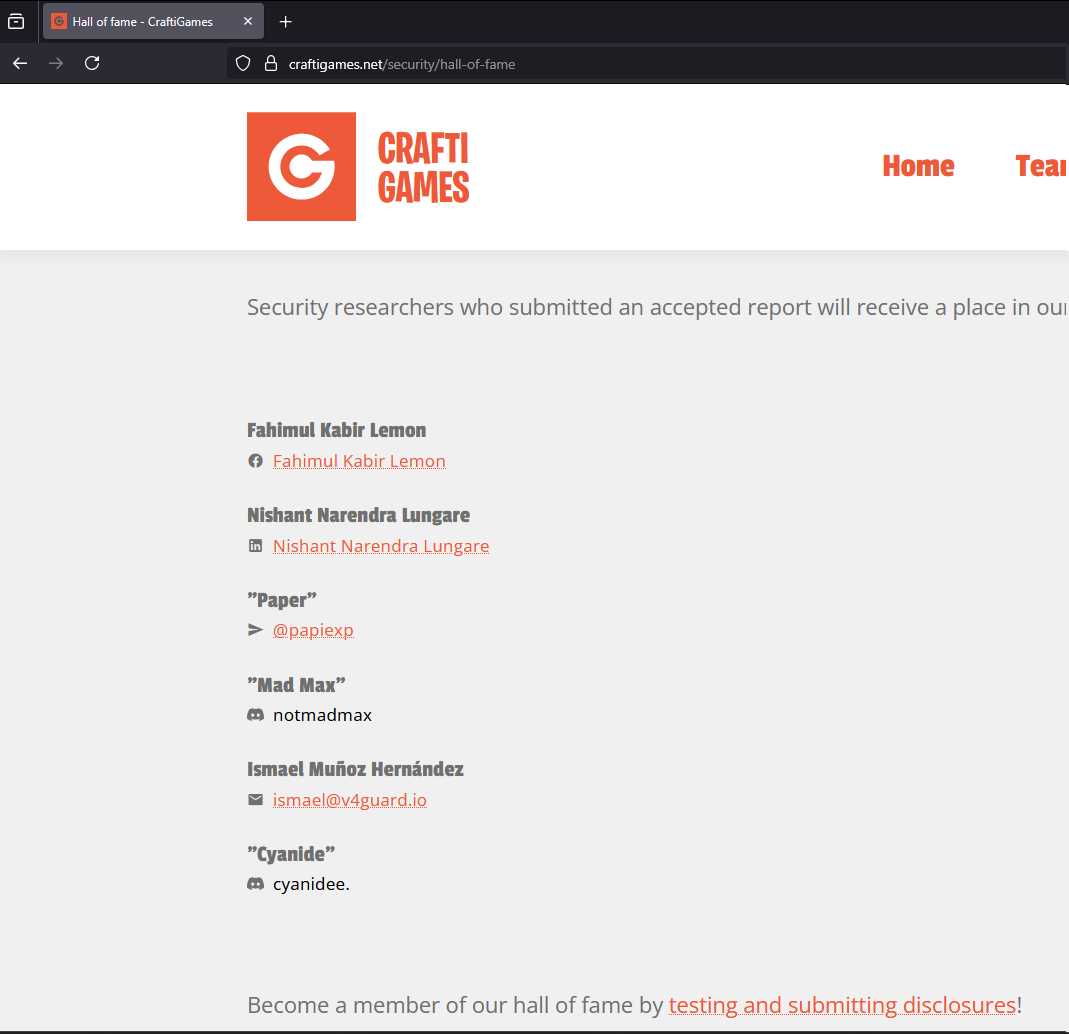 Hall of fame - CraftiGames
craftigames.net/security/hall-of-fame
CRAFTI
GAMES
Home
Security researchers who submitted an accepted report will receive a place in
Fahimul Kabir Lemon
Fahimul Kabir Lemon
Nishant Narendra Lungare
Nishant Narendra Lungare
”Paper”
@papiexp
”Mad Max”
notmadmax
Ismael Muñoz Hernández
ismael@v4guard.io
”Cyanide”
cyanidee.
Become a member of our hall of fame by testing and submitting disclosures!